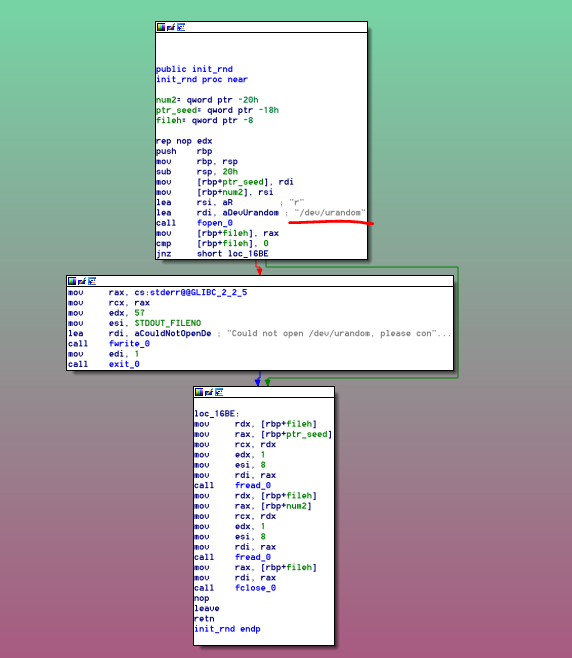 public init_rnd
init_rnd proc near
num2= qword ptr -20h
ptr_seed= qword ptr -18h
fileh= qword ptr -8
rep nop edx
push rbp
mov rbp, rsp
sub rsp, 20h
mov [rbp+ptr_seed], rdi
mov [rbp+num2], rsi
lea rsi, aR ; "r"
lea rdi, aDevUrandom ; "/dev/urandom"
call fopen_0
mov [rbp+fileh], rax
cmp [rbp+fileh], 0
jnz short loc_16BE
mov rax, cs:stderr@@GLIBC_2_2_5
mov rcx, rax
mov edx, 57
mov esi, STDOUT_FILENO
lea rdi, aCouldNotOpenDe ; "Could not open /dev/urandom, please con"...
call fwrite_0
mov edi, 1
call exit_0
loc_16BE:
mov rdx, [rbp+fileh]
mov rax, [rbp+ptr_seed]
mov rcx, rdx
mov edx, 1
mov esi, 8
mov rdi, rax
call fread_0
mov rdx, [rbp+fileh]
mov rax, [rbp+num2]
mov rcx, rdx
mov edx, 1
mov esi, 8
mov rdi, rax
call fread_0
mov rax, [rbp+fileh]
mov rdi, rax
call fclose_0
nop
leave
retn
init_rnd endp